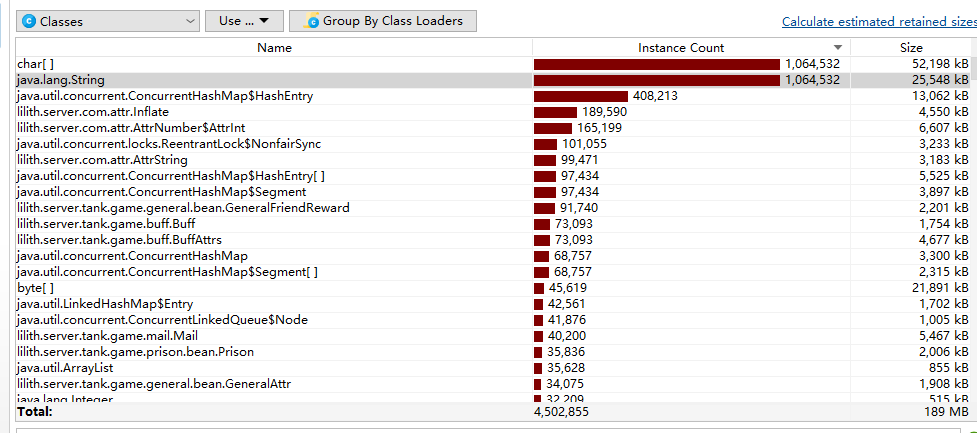 Classes Use ... Group By Class Loaders Calculate estimated retained sizes
Name Instance Count Size
char[ ] 1,064,532 52,198 kB
java.lang.String 1,064,532 25,548 kB
java.util.concurrent.ConcurrentHashMap$HashEntry 408,213 13,062 kB
lilith.server.com.attr.Inflate 189,590 4,550 kB
lilith.server.com.attr.AttrNumber$AttrInt 165,199 6,607 kB
java.util.concurrent.locks.ReentrantLock$NonfairSync 101,055 3,233 kB
lilith.server.com.attr.AttrString 99,471 3,183 kB
java.util.concurrent.ConcurrentHashMap$HashEntry[ ] 97,434 5,525 kB
java.util.concurrent.ConcurrentHashMap$Segment 97,434 3,897 kB
lilith.server.tank.game.general.bean.GeneralFriendReward 91,740 2,201 kB
lilith.server.tank.game.buff.Buff 73,093 1,754 kB
lilith.server.tank.game.buff.BuffAttrs 73,093 4,677 kB
java.util.concurrent.ConcurrentHashMap 68,757 3,300 kB
java.util.concurrent.ConcurrentHashMap$Segment[ ] 68,757 2,315 kB
byte[ ] 45,619 21,891 kB
java.util.LinkedHashMap$Entry 42,561 1,702 kB
java.util.concurrent.ConcurrentLinkedQueue$Node 41,876 1,005 kB
lilith.server.tank.game.mail.Mail 40,200 5,467 kB
lilith.server.tank.game.prison.bean.Prison 35,836 2,006 kB
java.util.ArrayList 35,628 855 kB
lilith.server.tank.game.general.bean.GeneralAttr 34,075 1,908 kB
java.lang.Integer 32,209 515 kB
Total: 4,502,855 189 MB